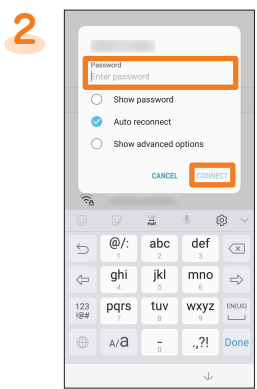 2
Password
Enter password
Show password
Auto reconnect
Show advanced options
CANCEL CONNECT
@/: abc def
1 2 3
ghi jkl mno
4 5 6
123 pqrs tuv wxyz EN(US)
!@# 7 8 9
A/a - .,?! Done
0